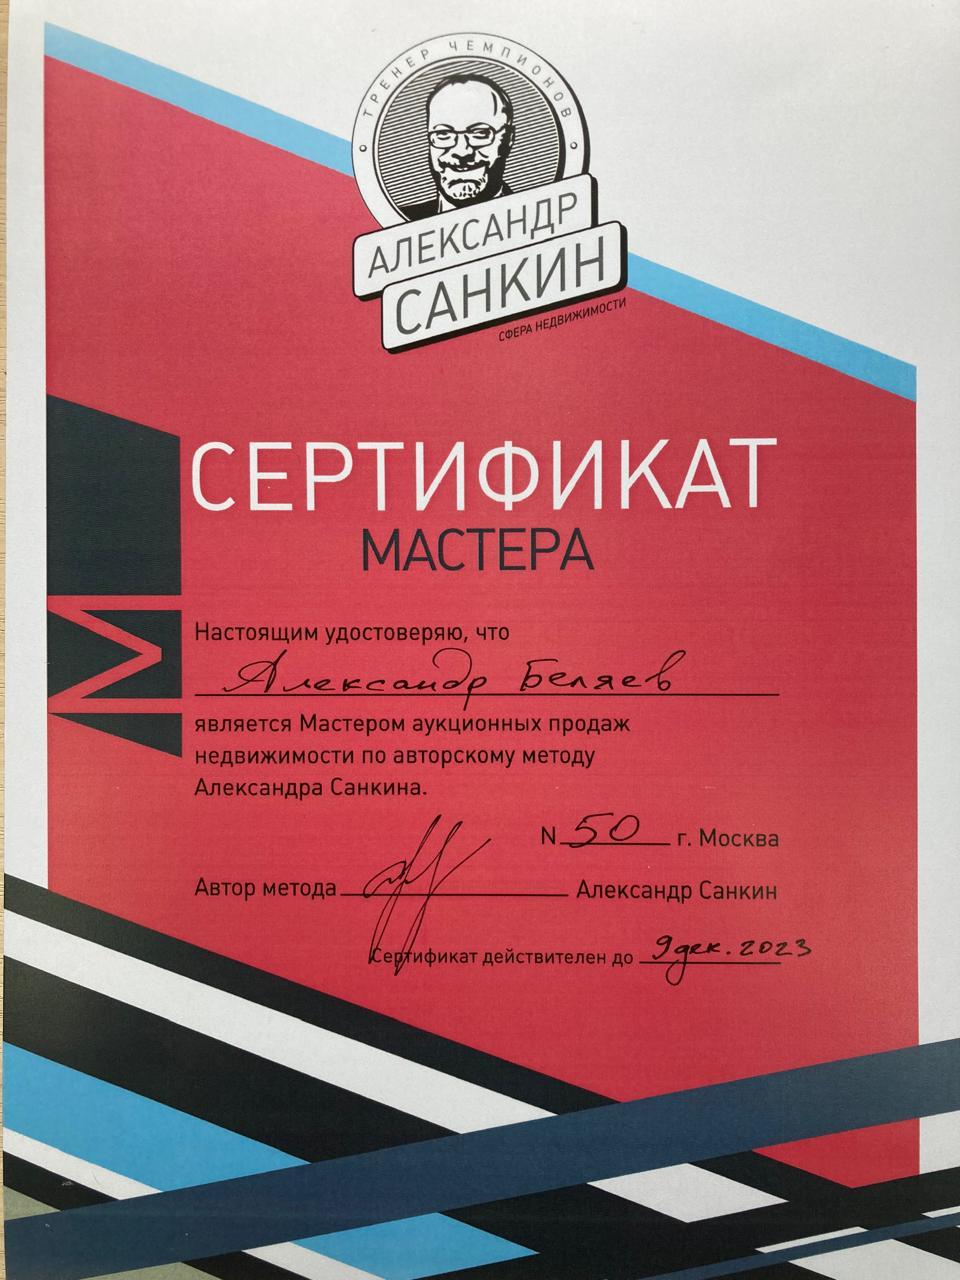 ТРЕНЕР ЧЕМПИОНОВ
АЛЕКСАНДР
САНКИН
СФЕРА НЕДВИЖИМОСТИ
СЕРТИФИКАТ
МАСТЕРА
М
Настоящим удостоверяю, что
Александр Беляев
является Мастером аукционных продаж
недвижимости по авторскому методу
Александра Санкина.
N 50 г. Москва
Автор метода Александр Санкин
Сертификат действителен до 9 дек. 2023